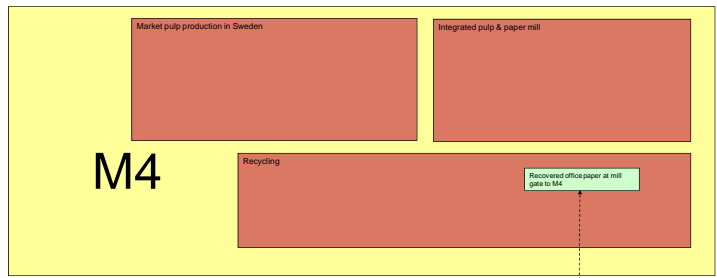 Market pulp production in Sweden
Integrated pulp & paper mill
M4
Recycling
Recovered office paper at mill
gate to M4